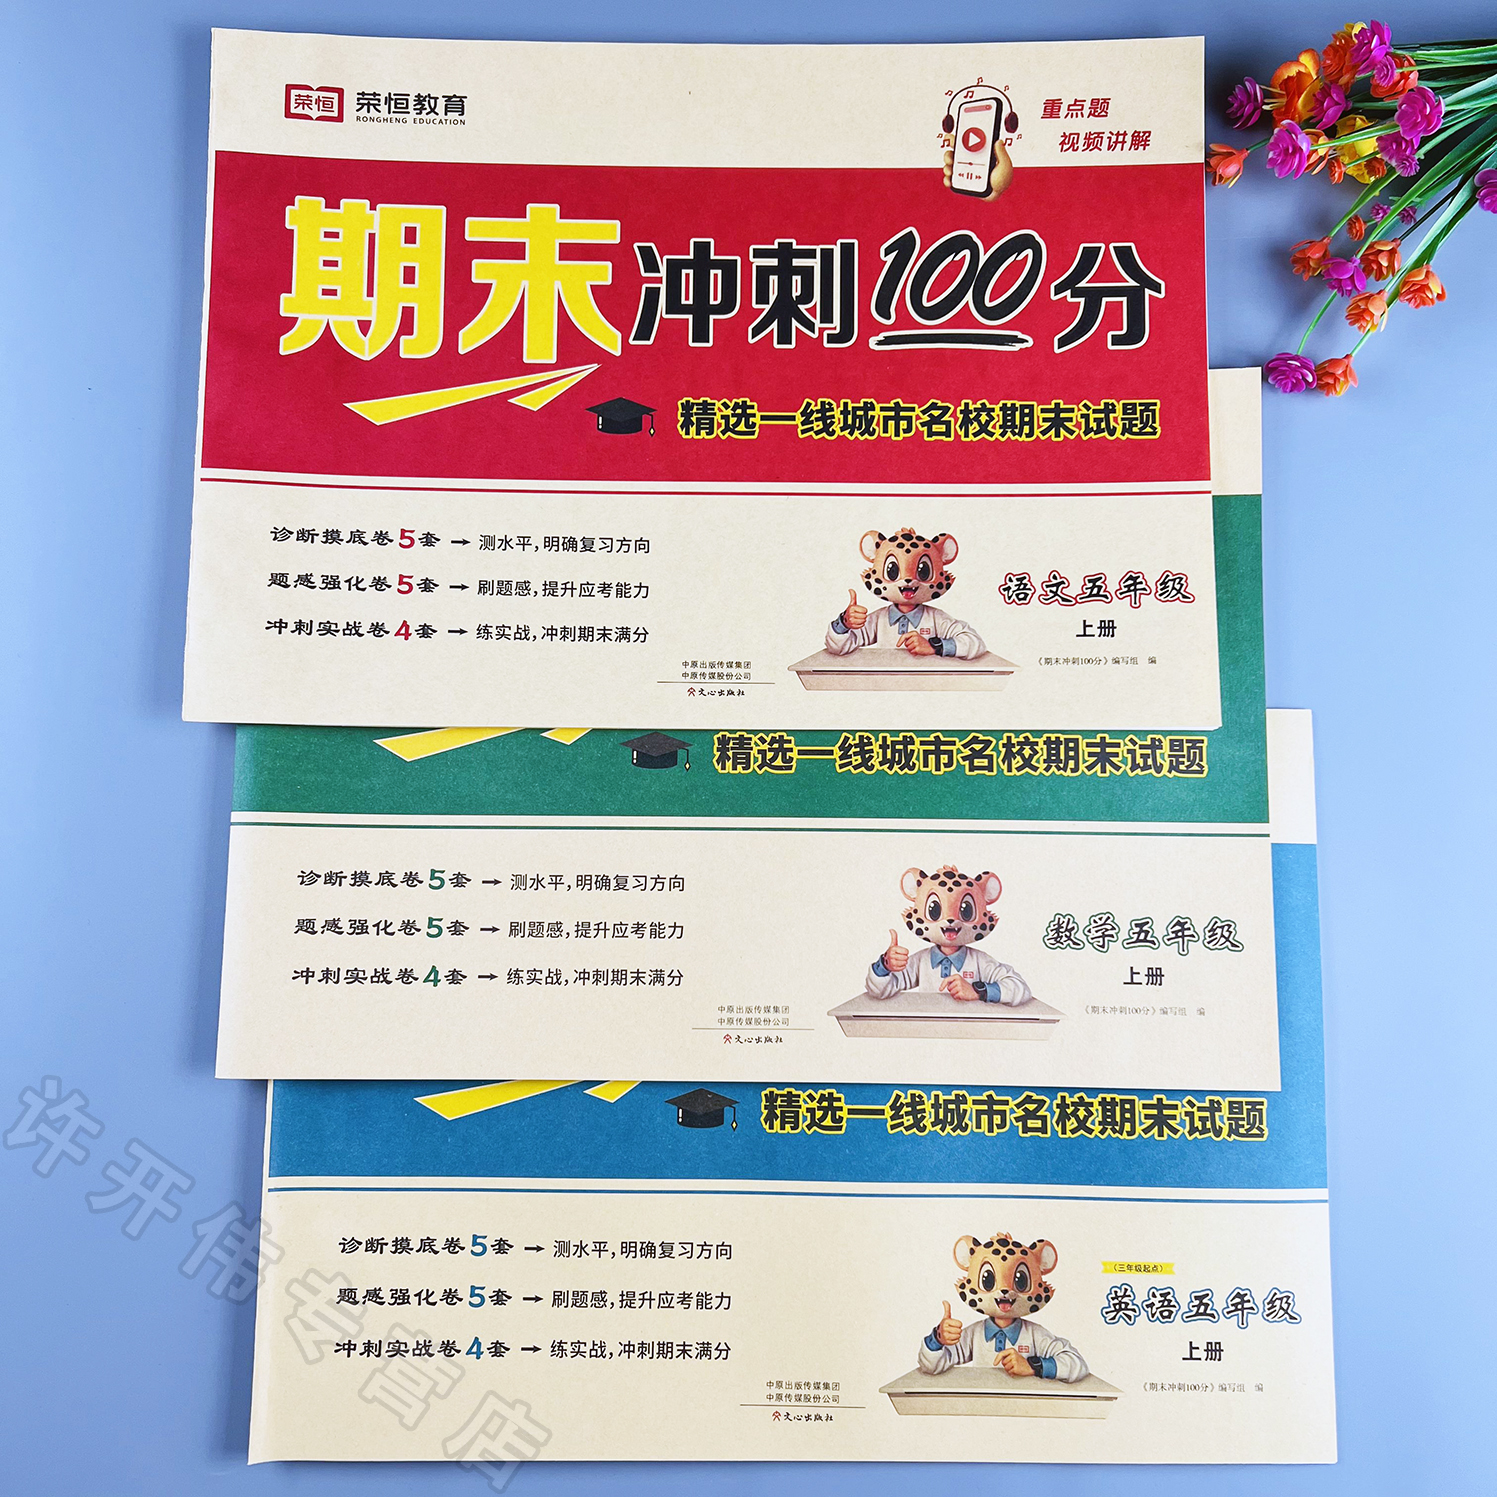 荣恒 荣恒教育
RONGHENG EDUCATION
重点题
视频讲解
期末冲刺100分
精选一线城市名校期末试题
诊断摸底卷5套→测水平,明确复习方向
题感强化卷5套→刷题感,提升应考能力
冲刺实战卷4套→练实战,冲刺期末满分
语文五年级
上册
《期末冲刺100分》编写组 编
中原出版传媒集团
中原传媒股份公司
文心出版社
精选一线城市名校期末试题
诊断摸底卷5套→测水平,明确复习方向
题感强化卷5套→刷题感,提升应考能力
冲刺实战卷4套→练实战,冲刺期末满分
数学五年级
上册
《期末冲刺100分》编写组 编
中原出版传媒集团
中原传媒股份公司
文心出版社
精选一线城市名校期末试题
诊断摸底卷5套→测水平,明确复习方向
题感强化卷5套→刷题感,提升应考能力
冲刺实战卷4套→练实战,冲刺期末满分
(三年级起点)
英语五年级
上册
《期末冲刺100分》编写组 编
中原出版传媒集团
中原传媒股份公司
文心出版社
许开伟专营店